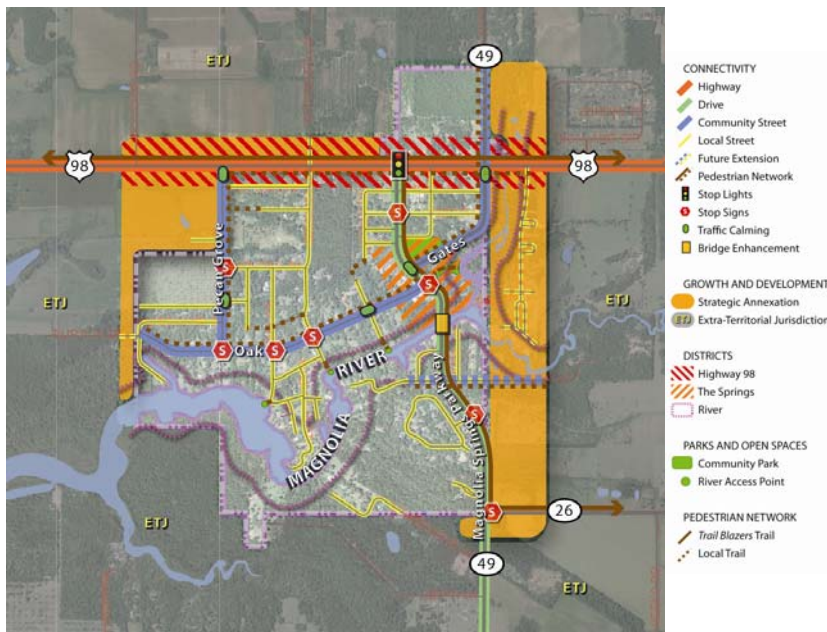 49
ETJ
98
98
Pecan Grove
Gates
ETJ
ETJ
S
S
S
S
S
S
S
S
Oak
RIVER
MAGNOLIA
Magnolia Springs Parkway
26
ETJ
49
ETJ
CONNECTIVITY
Highway
Drive
Community Street
Local Street
Future Extension
Pedestrian Network
Stop Lights
S Stop Signs
Traffic Calming
Bridge Enhancement
GROWTH AND DEVELOPMENT
Strategic Annexation
ETJ Extra-Territorial Jurisdiction
DISTRICTS
Highway 98
The Springs
River
PARKS AND OPEN SPACES
Community Park
River Access Point
PEDESTRIAN NETWORK
Trail Blazers Trail
Local Trail